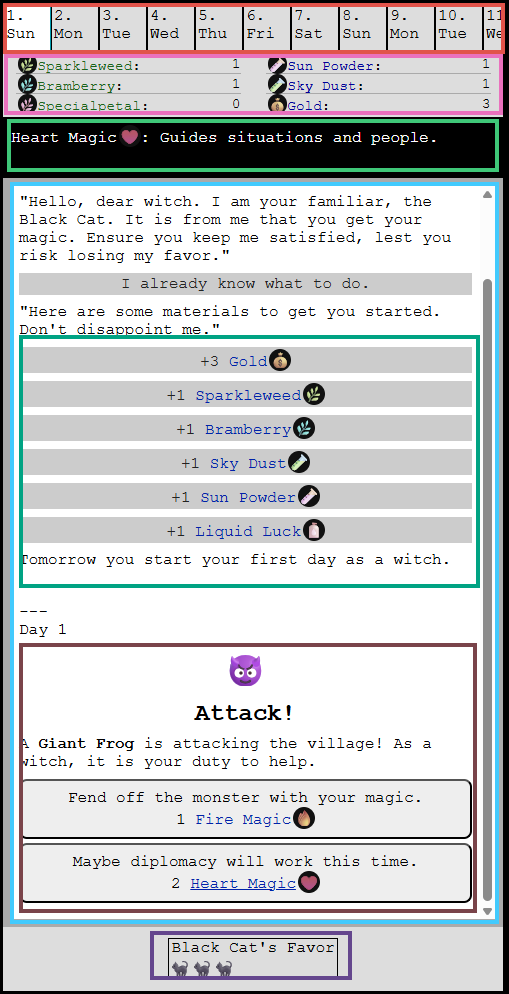 1. 2. 3. 4. 5. 6. 7. 8. 9. 10. 11
Sun Mon Tue Wed Thu Fri Sat Sun Mon Tue We
Sparkleweed: 1 Sun Powder: 1
Bramberry: 1 Sky Dust: 1
Specialpetal: 0 Gold: 3
Heart Magic: Guides situations and people.
"Hello, dear witch. I am your familiar, the
Black Cat. It is from me that you get your
magic. Ensure you keep me satisfied, lest you
risk losing my favor."
I already know what to do.
"Here are some materials to get you started.
Don't disappoint me."
+3 Gold
+1 Sparkleweed
+1 Bramberry
+1 Sky Dust
+1 Sun Powder
+1 Liquid Luck
Tomorrow you start your first day as a witch.
---
Day 1
Attack!
A Giant Frog is attacking the village! As a
witch, it is your duty to help.
Fend off the monster with your magic.
1 Fire Magic
Maybe diplomacy will work this time.
2 Heart Magic
Black Cat's Favor